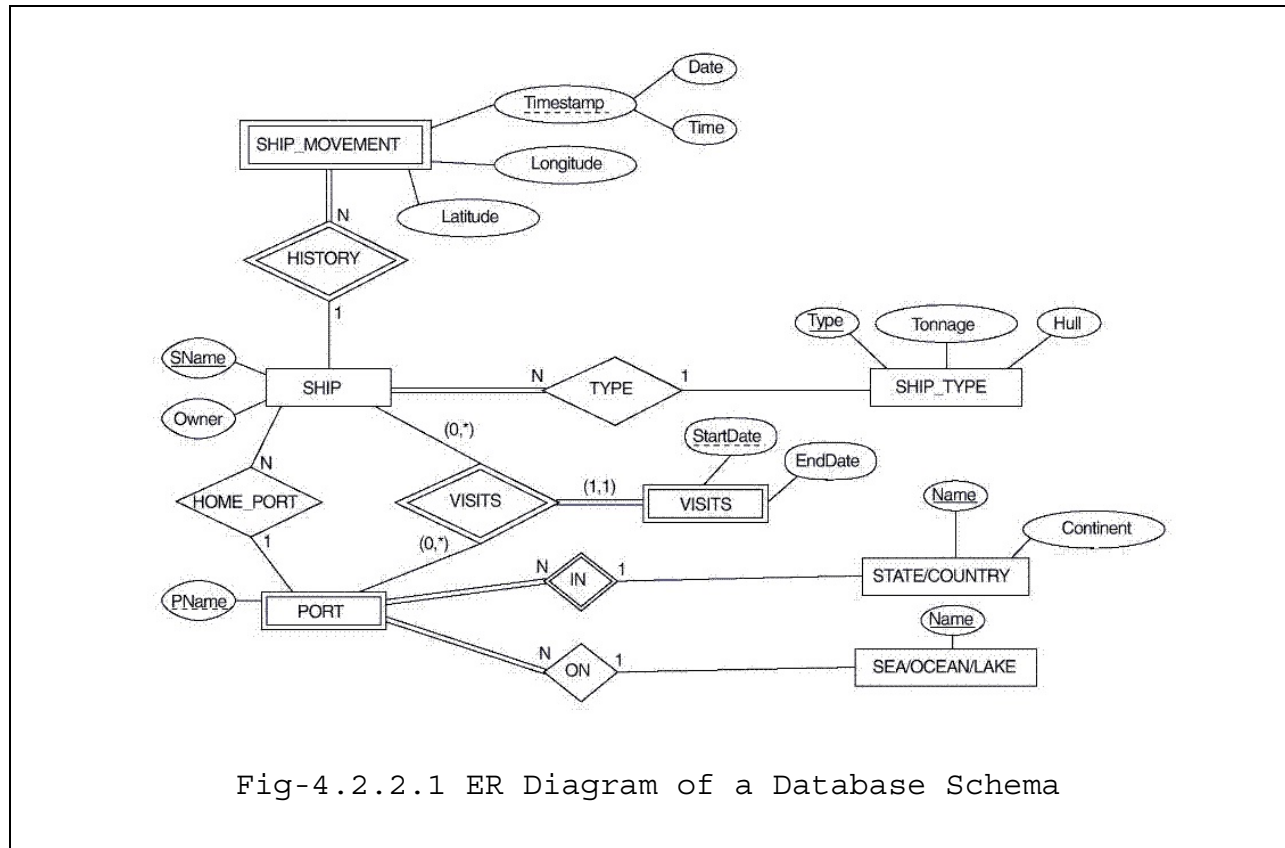 Date
Timestamp
Time
SHIP_MOVEMENT
Longitude
Latitude
N
HISTORY
1
Type
Tonnage
Hull
SName
SHIP
N
TYPE
1
SHIP_TYPE
Owner
(0,*)
StartDate
EndDate
N
HOME_PORT
VISITS
(1,1)
VISITS
Name
1
(0,*)
Continent
N
IN
1
STATE/COUNTRY
PName
PORT
Name
N
ON
1
SEA/OCEAN/LAKE
Fig-4.2.2.1 ER Diagram of a Database Schema